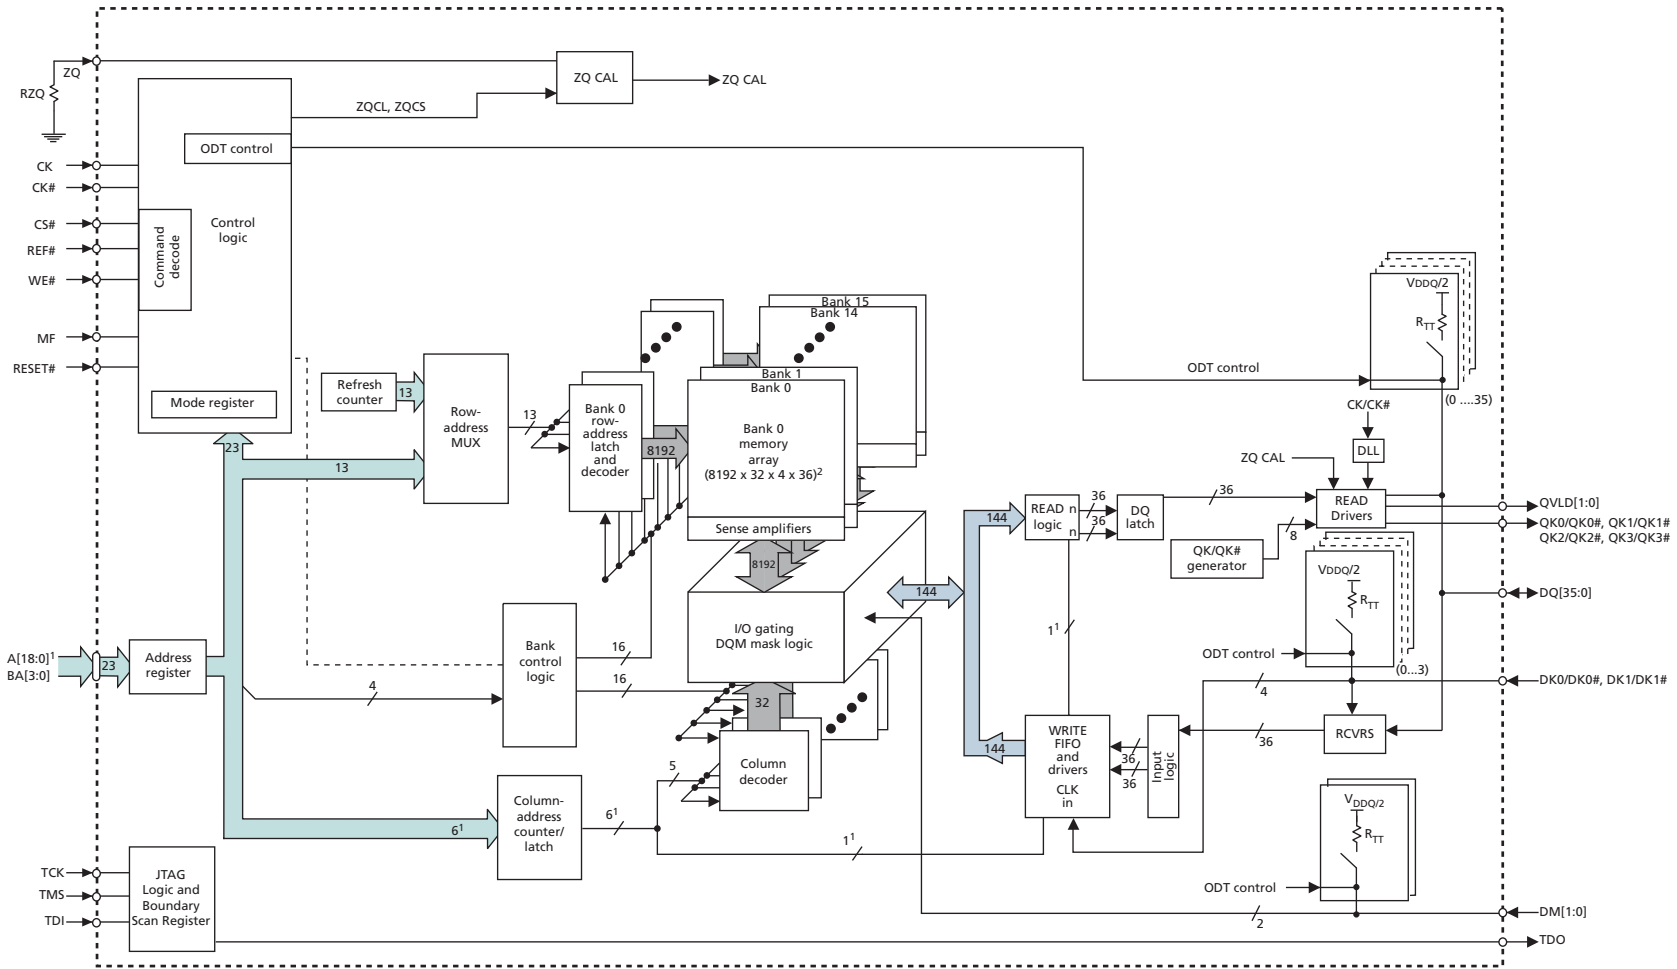 ZQ
RZQ
ZQ CAL
ZQ CAL
ZQCL, ZQCS
ODT control
CK
CK#
CS#
REF#
WE#
MF
RESET#
Command
decode
Control
logic
Mode register
23
13
Refresh
counter
13
Row-
address
MUX
13
Bank 0
row-
address
latch
and
decoder
8192
Bank 15
Bank 14
Bank 1
Bank 0
Bank 0
memory
array
(8192 x 32 x 4 x 36)²
Sense amplifiers
8192
I/O gating
DQM mask logic
32
Column
decoder
5
A[18:0]¹
BA[3:0]
23
Address
register
4
Bank
control
logic
16
16
6¹
Column-
address
counter/
latch
6¹
1¹
TCK
TMS
TDI
JTAG
Logic and
Boundary
Scan Register
144
144
144
READ
logic
n
n
36
36
DQ
latch
36
1¹
WRITE
FIFO
and
drivers
CLK
in
36
36
Input
logic
QK/QK#
generator
8
ZQ CAL
CK/CK#
DLL
READ
Drivers
ODT control
VDDQ/2
RTT
(0 ....35)
QVLD[1:0]
QK0/QK0#, QK1/QK1#
QK2/QK2#, QK3/QK3#
VDDQ/2
RTT
ODT control
(0...3)
DQ[35:0]
4
DK0/DK0#, DK1/DK1#
36
RCVRS
VDDQ/2
RTT
ODT control
2
DM[1:0]
TDO